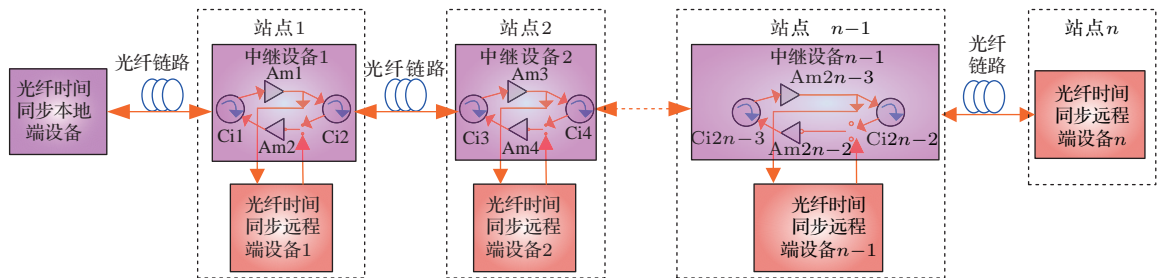 光纤时间
同步本地
端设备
光纤链路
站点1
中继设备1
Am1
Ci1
Am2
Ci2
光纤时间
同步远程
端设备1
光纤链路
站点2
中继设备2
Am3
Ci3
Am4
Ci4
光纤时间
同步远程
端设备2
站点 n−1
中继设备n−1
Am2n−3
Ci2n−3
Am2n−2
Ci2n−2
光纤时间
同步远程
端设备n−1
光纤
链路
站点n
光纤时间
同步远程
端设备n